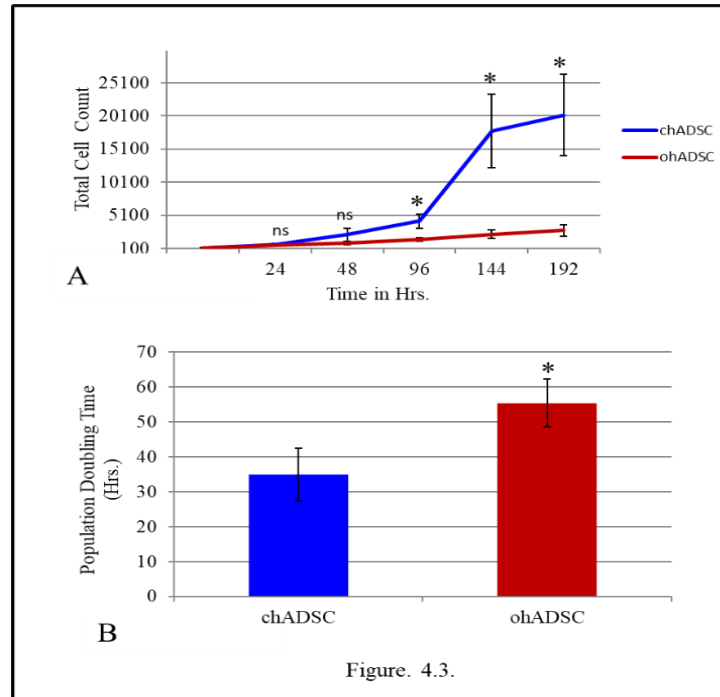 25100
20100
15100
10100
5100
100
Total Cell Count
ns
ns
*
*
*
chADSC
ohADSC
24 48 96 144 192
Time in Hrs.
A
70
60
50
40
30
20
10
0
Population Doubling Time
(Hrs.)
*
chADSC ohADSC
B
Figure. 4.3.